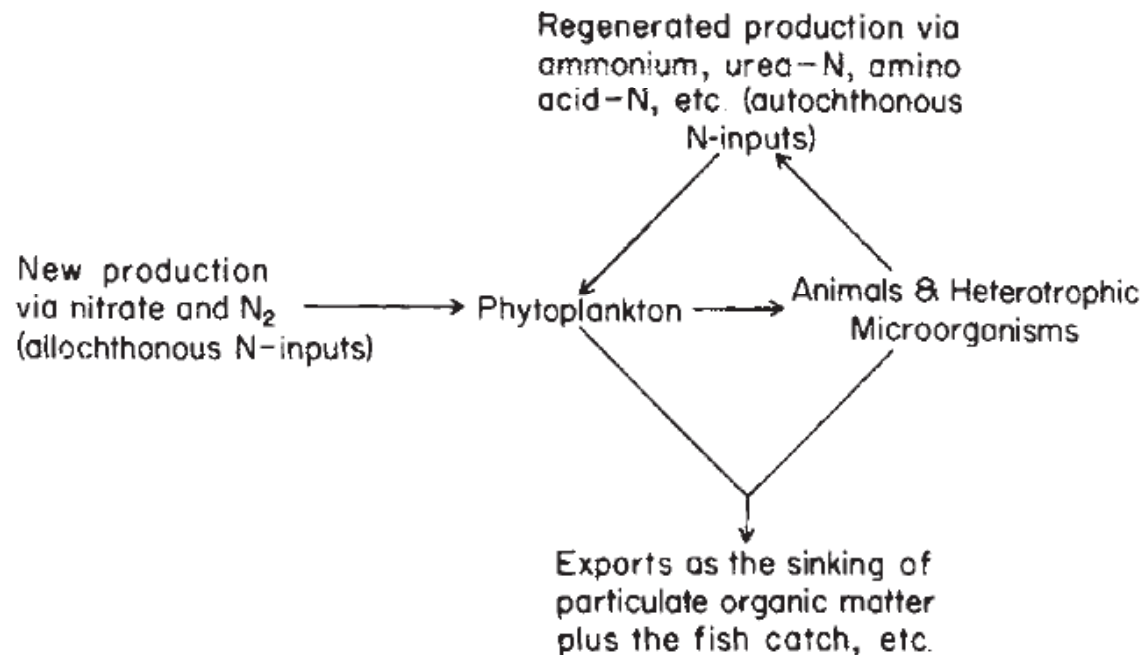 Regenerated production via
ammonium, urea-N, amino
acid-N, etc. (autochthonous
N-inputs)
New production
via nitrate and N₂
(allochthonous N-inputs)
Phytoplankton
Animals & Heterotrophic
Microorganisms
Exports as the sinking of
particulate organic matter
plus the fish catch, etc.